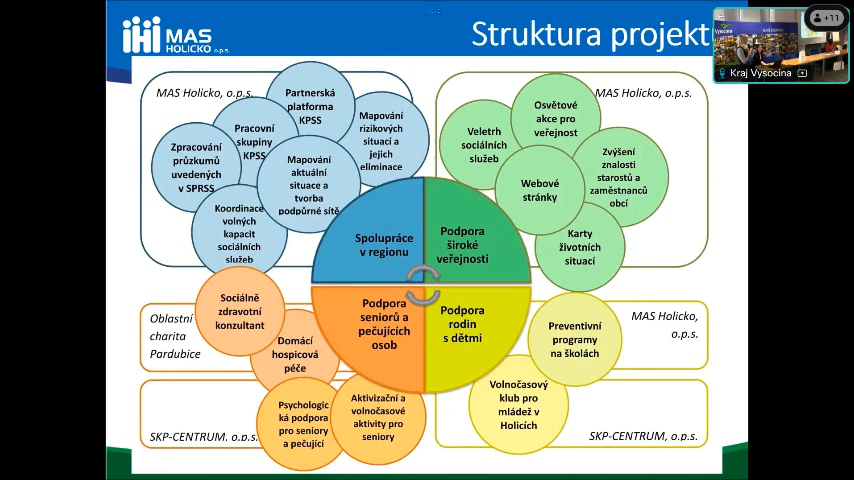 MAS
HOLICKO o.p.s.
Struktura projekt
+11
Kraj Vysocina
MAS Holicko, o.p.s.
Partnerská
platforma
KPSS
Pracovní
skupiny
KPSS
Mapování
rizikových
situací a
jejich
eliminace
Zpracování
průzkumů
uvedených
v SPRSS
Mapování
aktuální
situace a
tvorba
podpůrné sítě
Koordinace
volných
kapacit
sociálních
služeb
MAS Holicko, o.p.s.
Osvětové
akce pro
veřejnost
Veletrh
sociálních
služeb
Zvýšení
znalosti
starostů a
zaměstnanců
obcí
Webové
stránky
Karty
životních
situací
Spolupráce
v regionu
Podpora
široké
veřejnosti
Podpora
seniorů a
pečujících
osob
Podpora
rodin
s dětmi
Oblastní
charita
Pardubice
Sociálně
zdravotní
konzultant
Domácí
hospicová
péče
SKP-CENTRUM. o.p.s.
Psychologic
ká podpora
pro seniory
a pečující
Aktivizační a
volnočasové
aktivity pro
seniory
MAS Holicko,
o.p.s.
Preventivní
programy
na školách
Volnočasový
klub pro
mládež v
Holicích
SKP-CENTRUM, o.p.s.